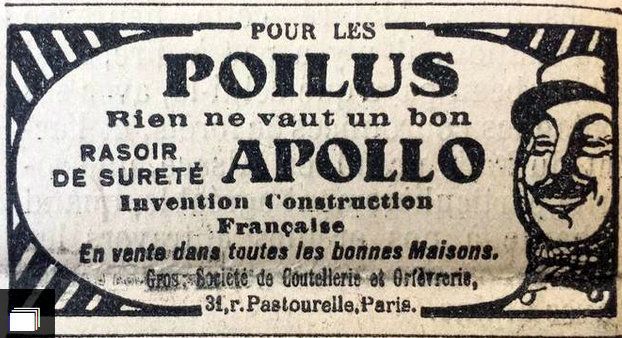 POUR LES
POILUS
Rien ne vaut un bon
RASOIR
DE SURETÉ APOLLO
Invention Construction
Française
En vente dans toutes les bonnes Maisons.
Gros: Société de Coutellerie et Orfèvrerie,
31, r. Pastourelle, Paris.